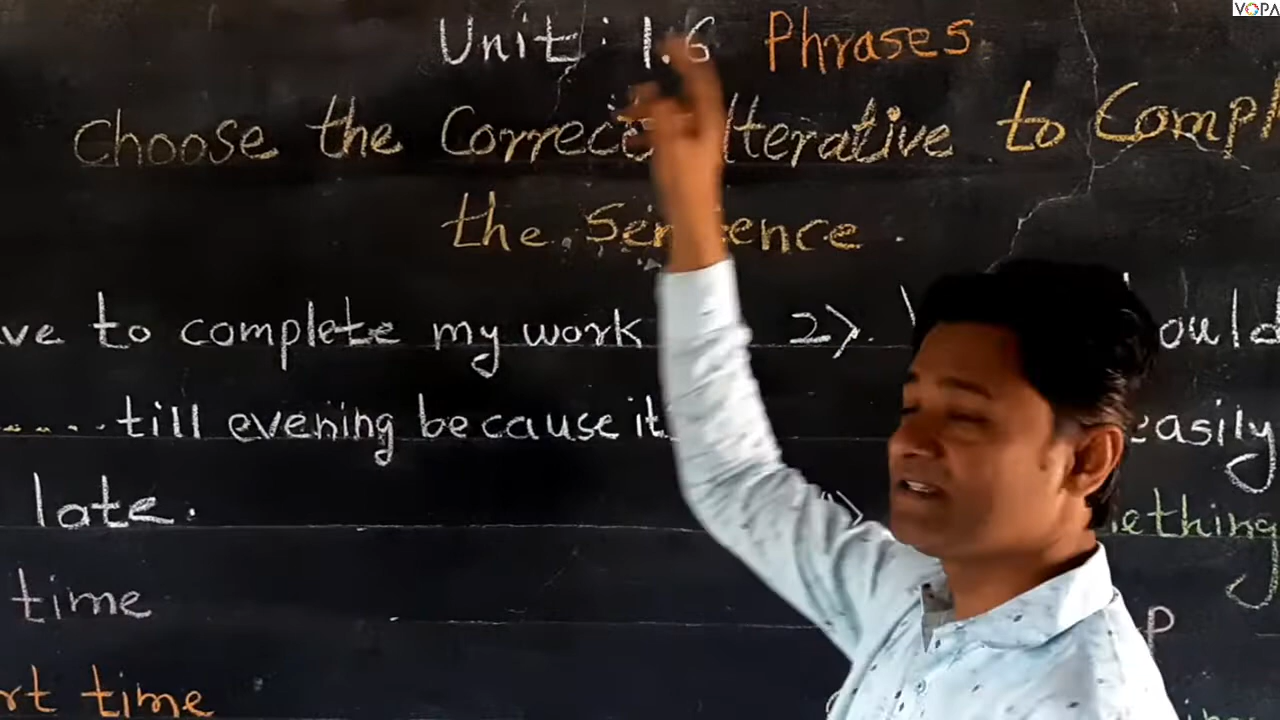 VOPA
Unit : 1.6 Phrases.
Choose the Correct lterative to Compl
the Sentence.
ve to complete my work
2).
ould
..... till evening because it
easily
late.
ething
time
rt time